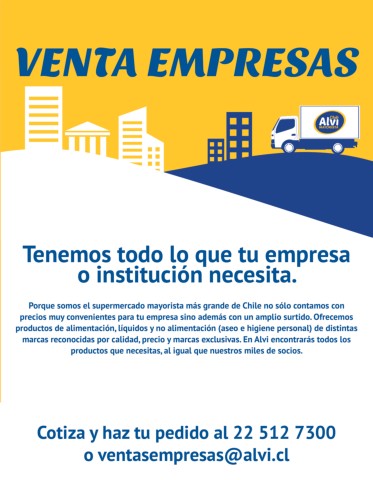 VENTA EMPRESAS
Alvi
Tenemos todo lo que tu empresa
o institución necesita.
Porque somos el supermercado mayorista más grande de Chile no sólo contamos con
precios muy convenientes para tu empresa sino además con un amplio surtido. Ofrecemos
productos de alimentación, líquidos y no alimentación (aseo e higiene personal) de distintas
marcas reconocidas por calidad, precio y marcas exclusivas. En Alvi encontrarás todos los
productos que necesitas, al igual que nuestros miles de socios.
Cotiza y haz tu pedido al 22 512 7300
o ventasempresas@alvi.cl